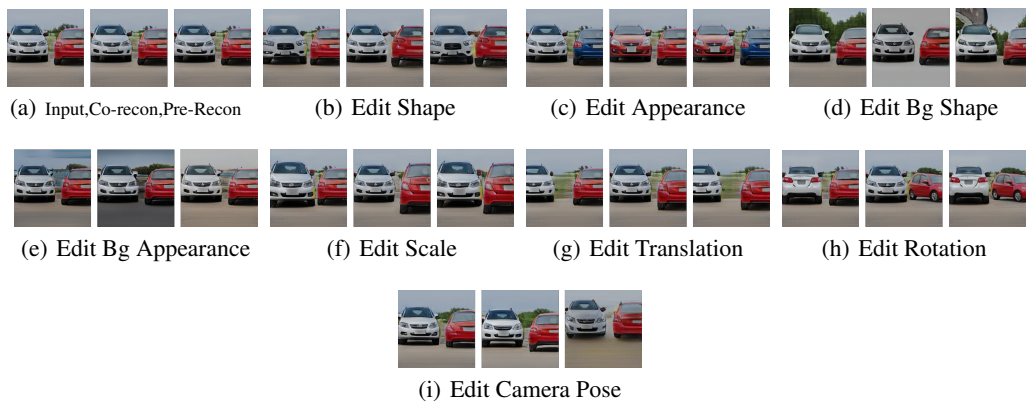 (a) Input,Co-recon,Pre-Recon
(b) Edit Shape
(c) Edit Appearance
(d) Edit Bg Shape
(e) Edit Bg Appearance
(f) Edit Scale
(g) Edit Translation
(h) Edit Rotation
(i) Edit Camera Pose